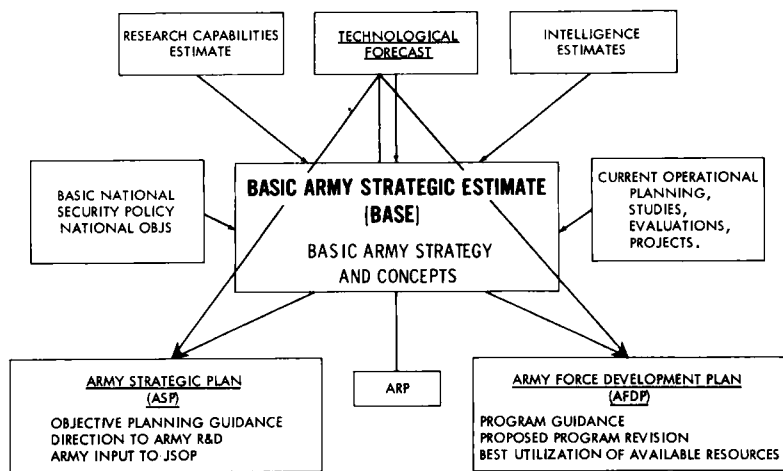 RESEARCH CAPABILITIES
ESTIMATE
TECHNOLOGICAL
FORECAST
INTELLIGENCE
ESTIMATES
BASIC NATIONAL
SECURITY POLICY
NATIONAL OBJS
BASIC ARMY STRATEGIC ESTIMATE
(BASE)
BASIC ARMY STRATEGY
AND CONCEPTS
CURRENT OPERATIONAL
PLANNING,
STUDIES,
EVALUATIONS,
PROJECTS.
ARMY STRATEGIC PLAN
(ASP)
OBJECTIVE PLANNING GUIDANCE
DIRECTION TO ARMY R&D
ARMY INPUT TO JSOP
ARP
ARMY FORCE DEVELOPMENT PLAN
(AFDP)
PROGRAM GUIDANCE
PROPOSED PROGRAM REVISION
BEST UTILIZATION OF AVAILABLE RESOURCES